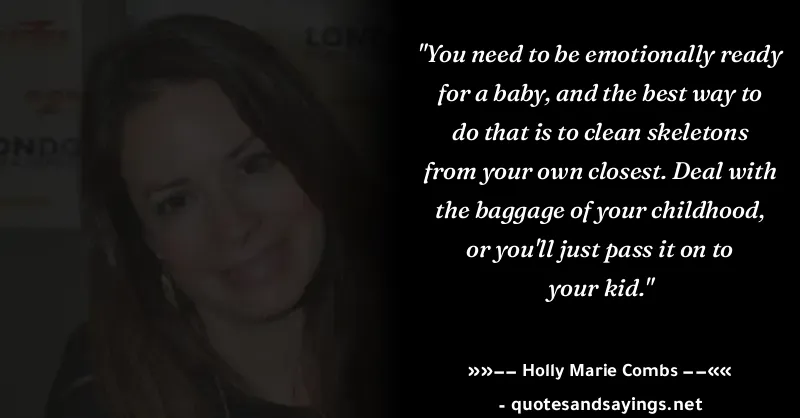 LONDON
ONDO
"You need to be emotionally ready
for a baby, and the best way to
do that is to clean skeletons
from your own closest. Deal with
the baggage of your childhood,
or you'll just pass it on to
your kid."
»»−− Holly Marie Combs −−««
- quotesandsayings.net